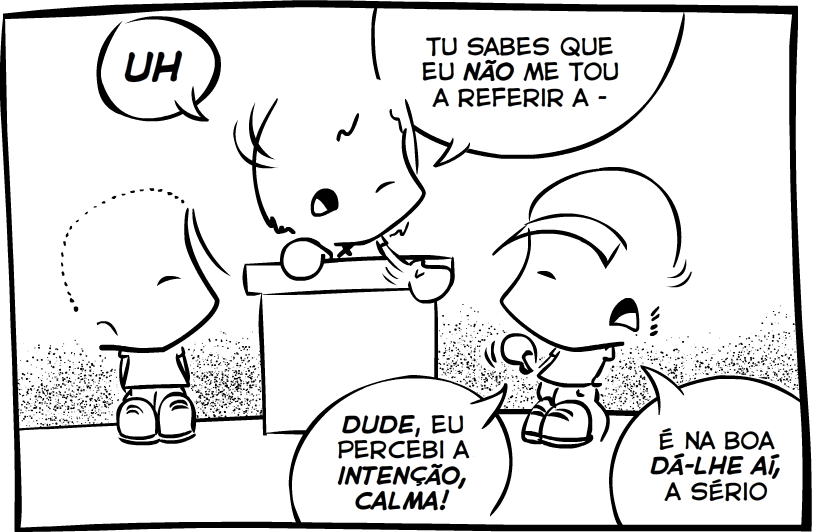 UH
TU SABES QUE
EU NÃO ME TOU
A REFERIR A -
DUDE, EU
PERCEBI A
INTENÇÃO,
CALMA!
É NA BOA
DÁ-LHE AÍ,
A SÉRIO